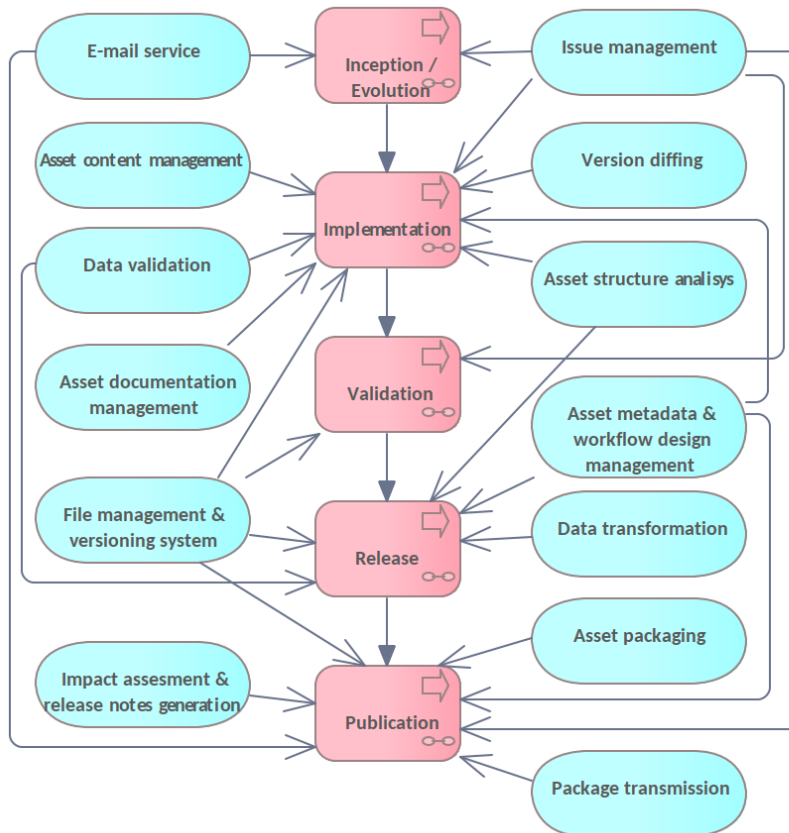 E-mail service
Inception /
Evolution
Issue management
Asset content management
Version diffing
Implementation
Data validation
Asset structure analisys
Asset documentation
management
Validation
Asset metadata &
workflow design
management
File management &
versioning system
Release
Data transformation
Asset packaging
Impact assesment &
release notes generation
Publication
Package transmission